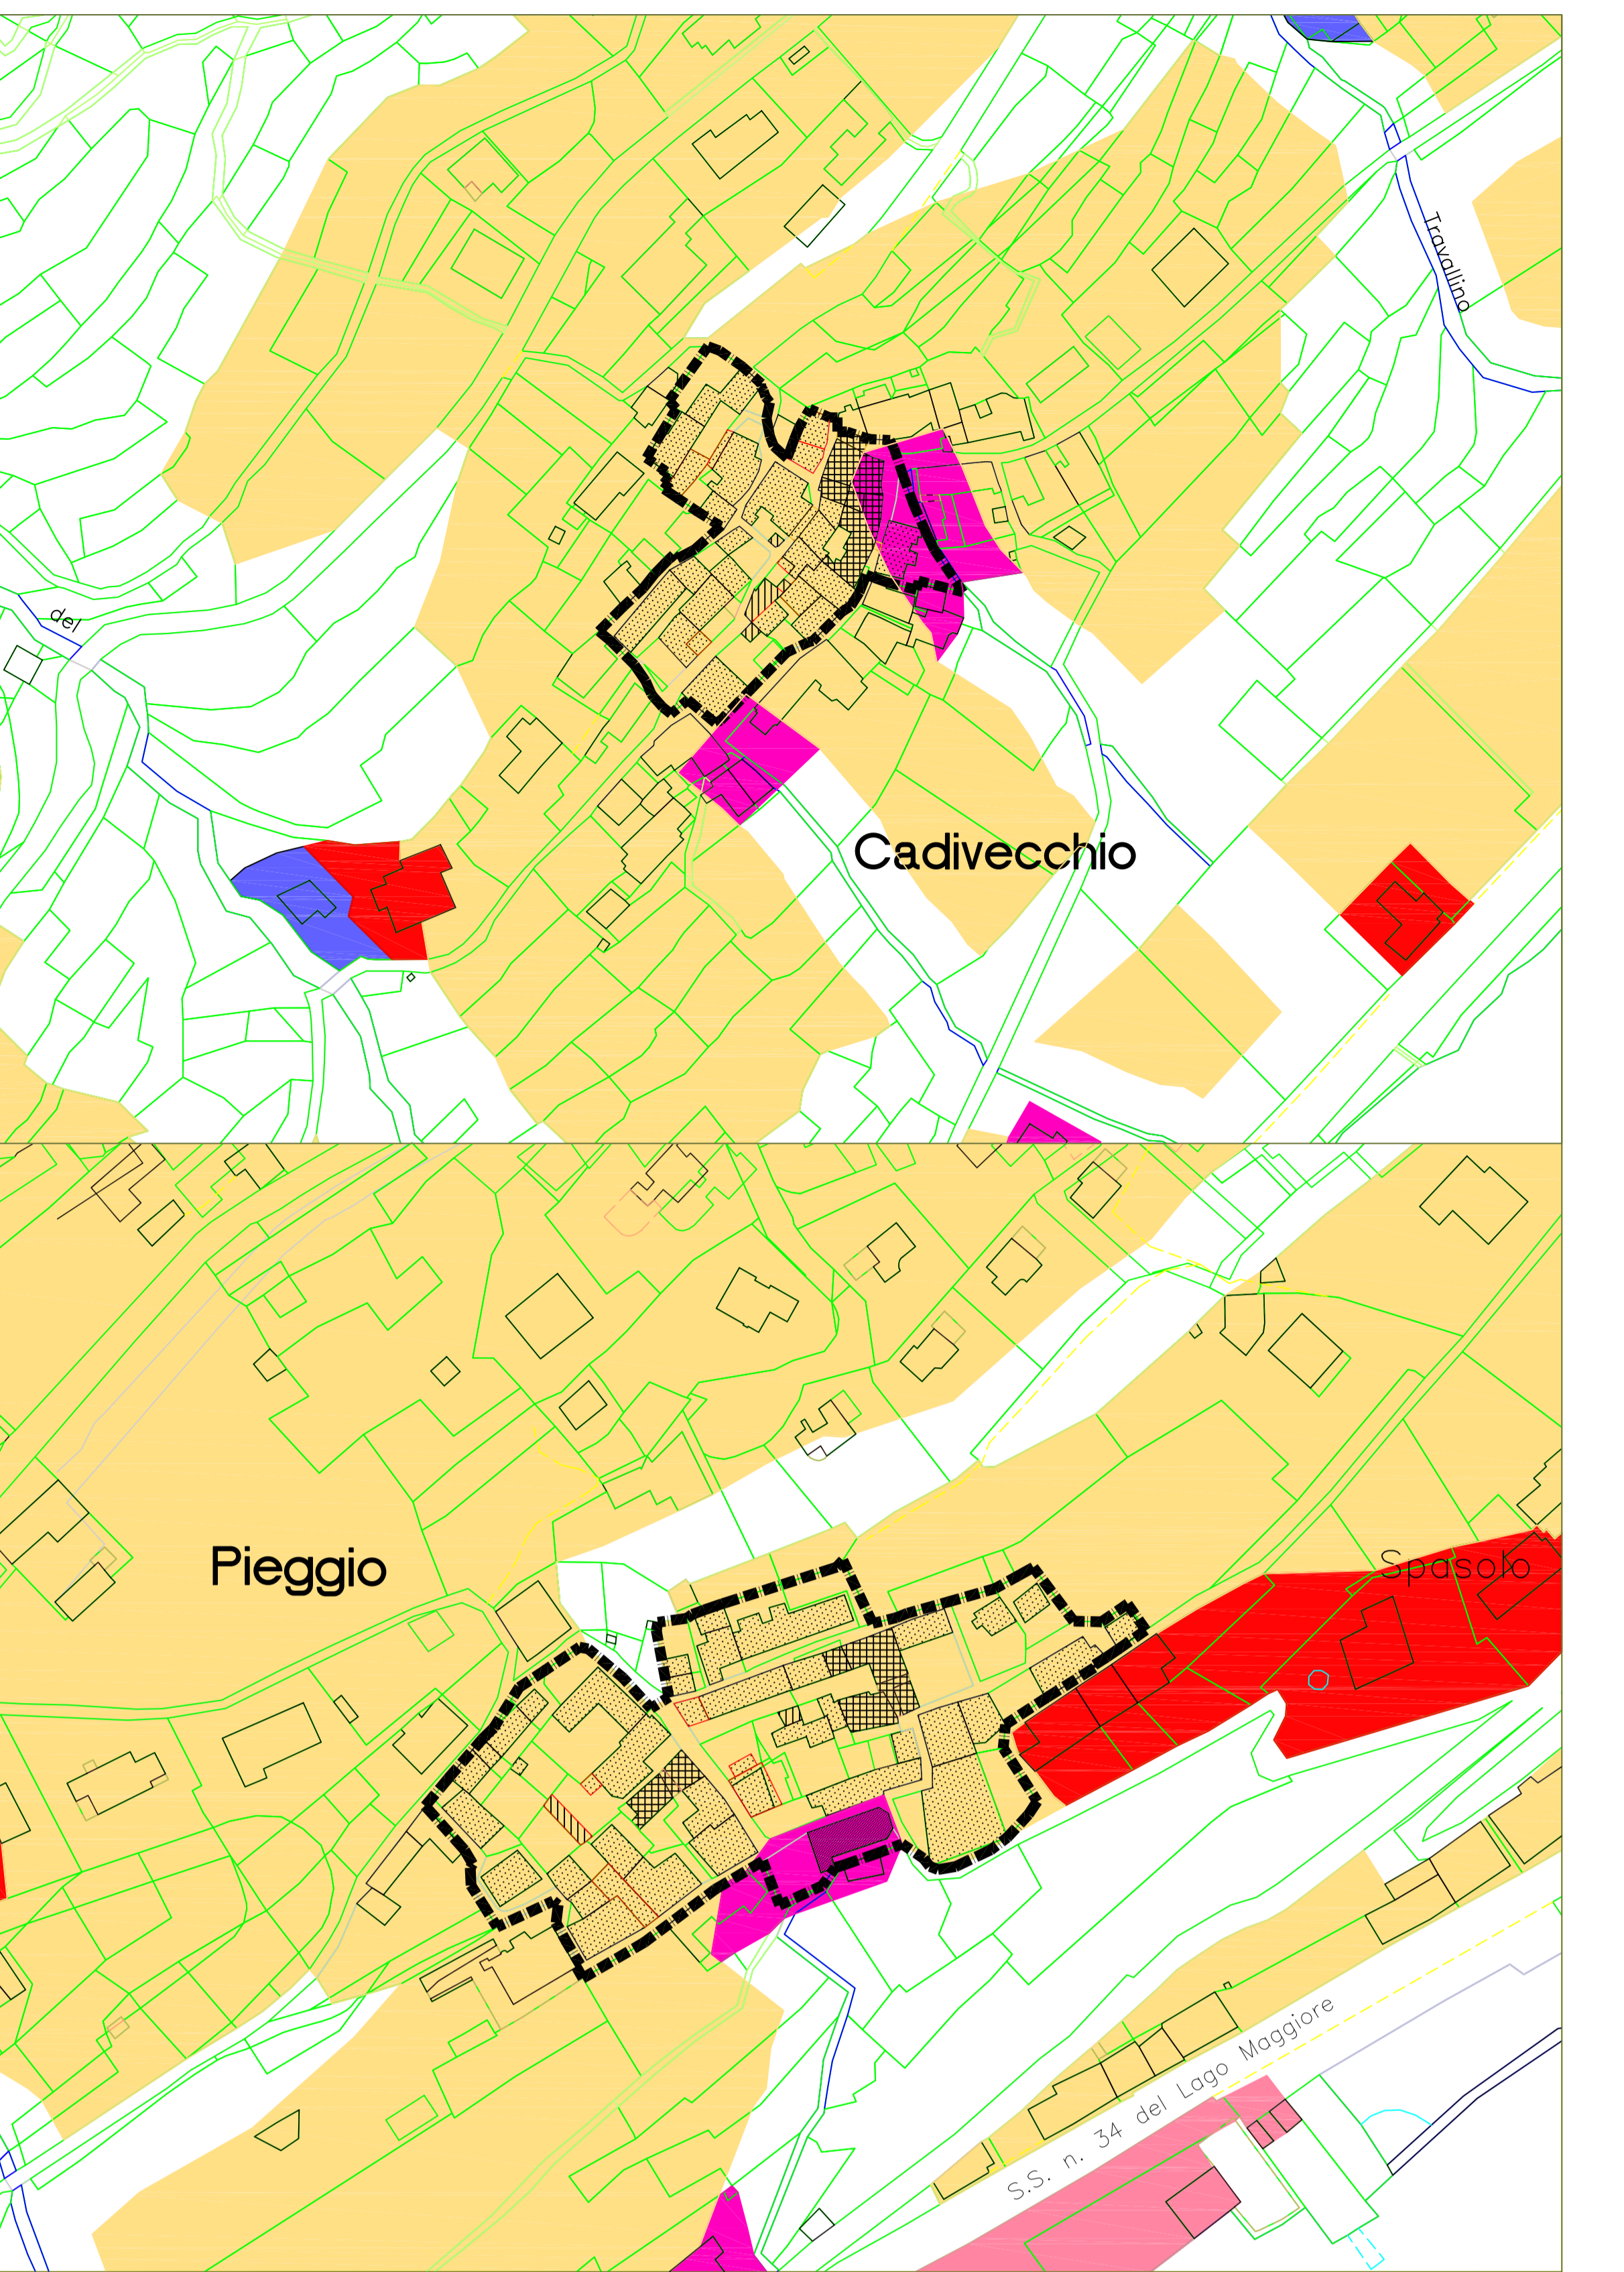 Travallino
del
Cadivecchio
Pieggio
Spasolo
S.S. n. 34 del Lago Maggiore